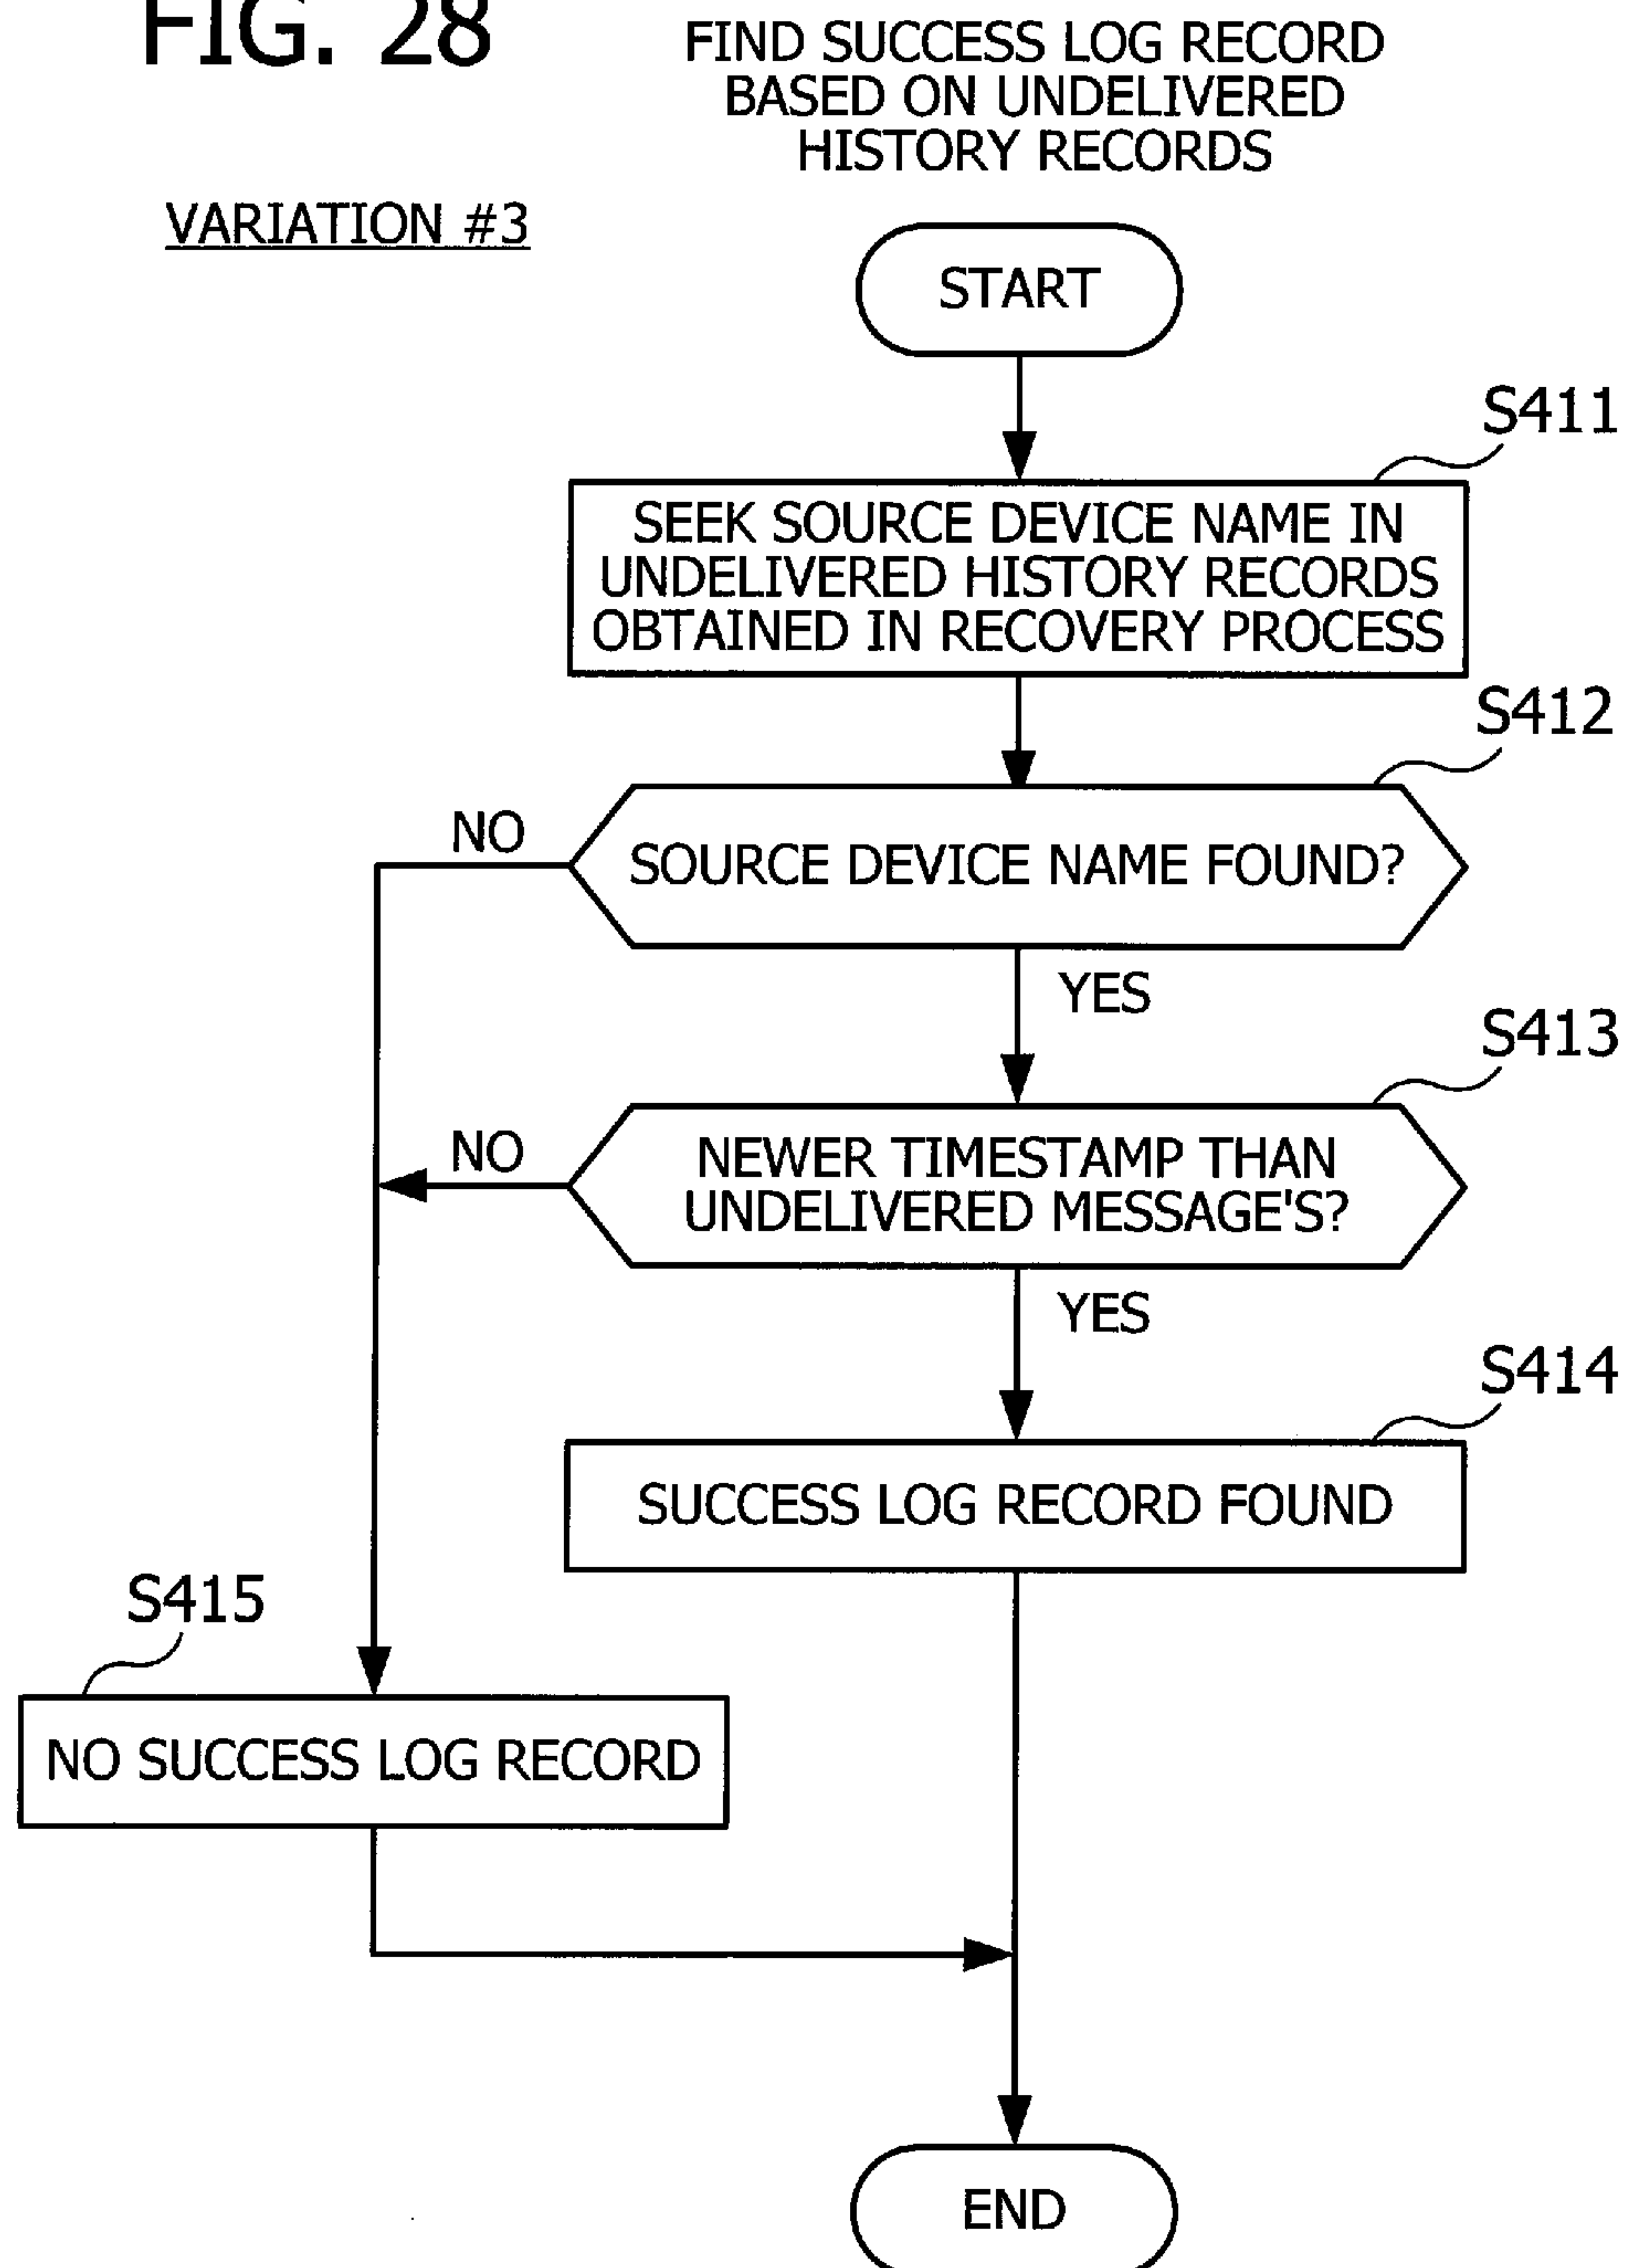 FIG. 28
FIND SUCCESS LOG RECORD
BASED ON UNDELIVERED
HISTORY RECORDS
VARIATION #3
START
S411
SEEK SOURCE DEVICE NAME IN
UNDELIVERED HISTORY RECORDS
OBTAINED IN RECOVERY PROCESS
S412
NO
SOURCE DEVICE NAME FOUND?
YES
S413
NO
NEWER TIMESTAMP THAN
UNDELIVERED MESSAGE'S?
YES
S414
SUCCESS LOG RECORD FOUND
S415
NO SUCCESS LOG RECORD
END